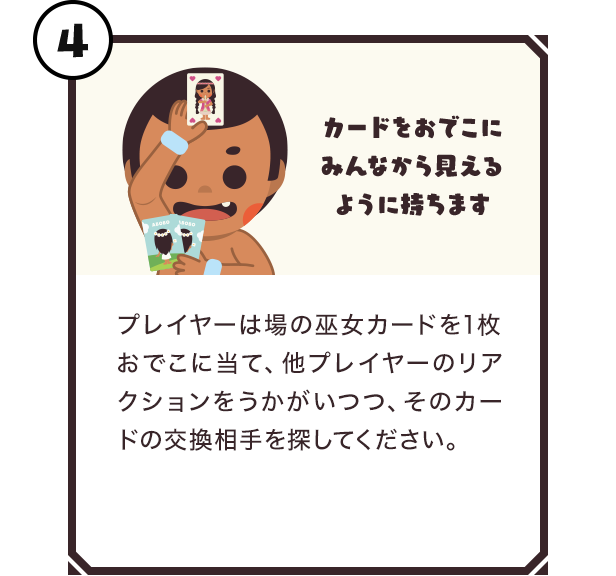 4
カードをおでこに
みんなから見える
ように持ちます
プレイヤーは場の巫女カードを1枚
おでこに当て、他プレイヤーのリア
クションをうかがいつつ、そのカー
ドの交換相手を探してください。